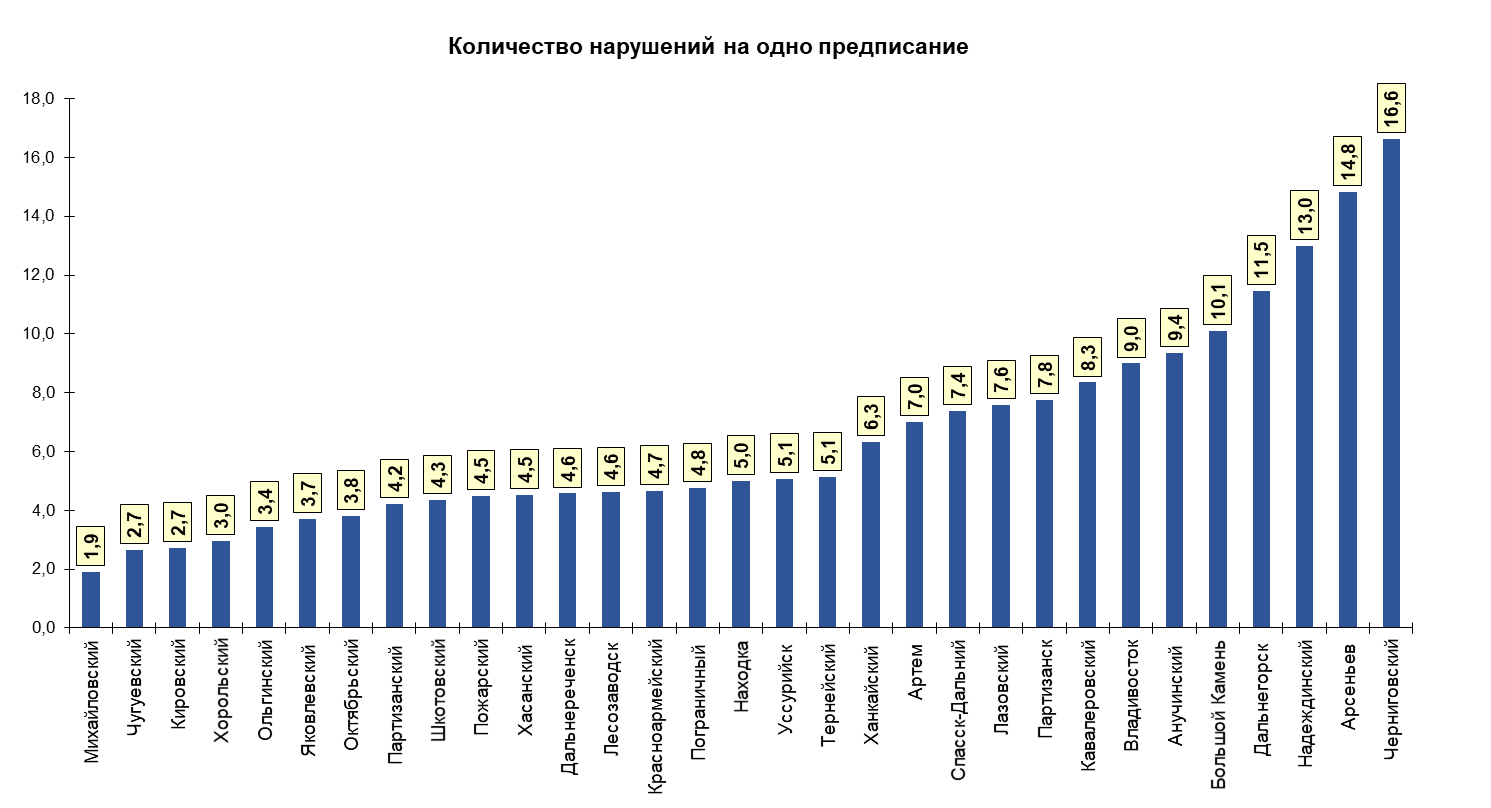 Количество нарушений на одно предписание
18,0
16,0
14,0
12,0
10,0
8,0
6,0
4,0
2,0
0,0
1,9
2,7
2,7
3,0
3,4
3,7
3,8
4,2
4,3
4,5
4,5
4,6
4,6
4,7
4,8
5,0
5,1
5,1
6,3
7,0
7,4
7,6
7,8
8,3
9,0
9,4
10,1
11,5
13,0
14,8
16,6
Михайловский
Чугуевский
Кировский
Хорольский
Ольгинский
Яковлевский
Октябрьский
Партизанский
Шкотовский
Пожарский
Хасанский
Дальнереченск
Лесозаводск
Красноармейский
Пограничный
Находка
Уссурийск
Тернейский
Ханкайский
Артем
Спасск-Дальний
Лазовский
Партизанск
Кавалеровский
Владивосток
Анучинский
Большой Камень
Дальнегорск
Надеждинский
Арсеньев
Черниговский